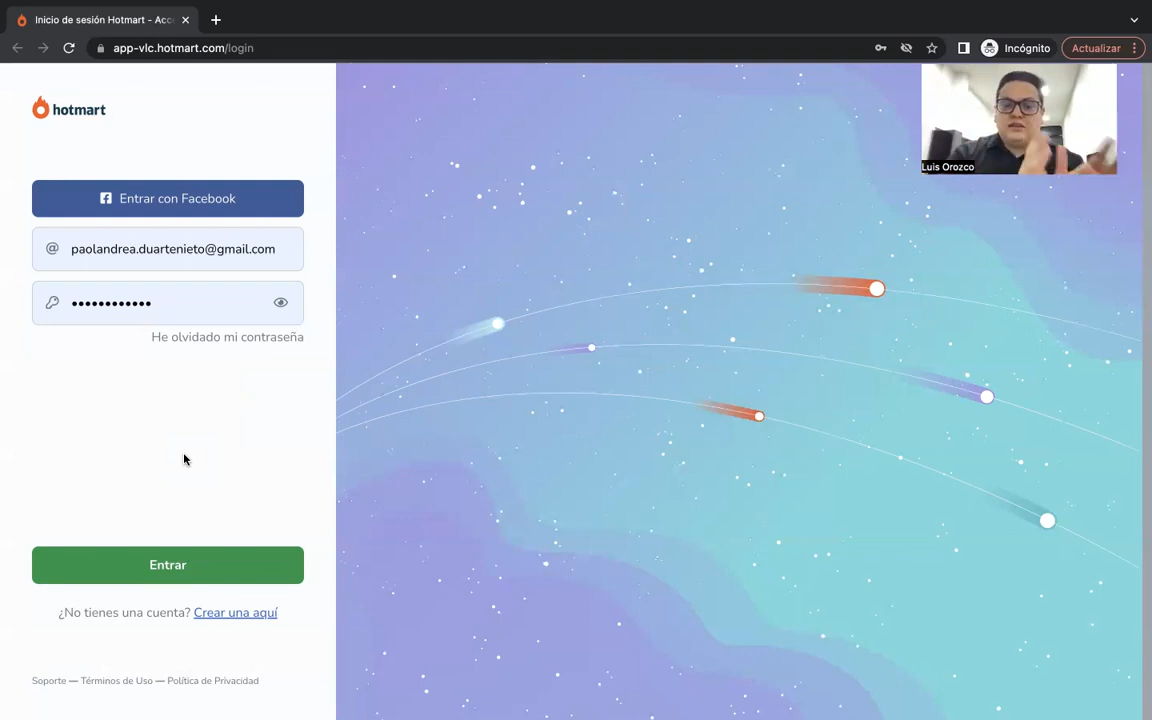 Inicio de sesión Hotmart - Acc
app-vlc.hotmart.com/login
Incógnito
Actualizar
hotmart
Entrar con Facebook
@ paolandrea.duartenieto@gmail.com
••••••••••••
He olvidado mi contraseña
Entrar
¿No tienes una cuenta? Crear una aquí
Soporte — Términos de Uso — Política de Privacidad
Luis Orozco